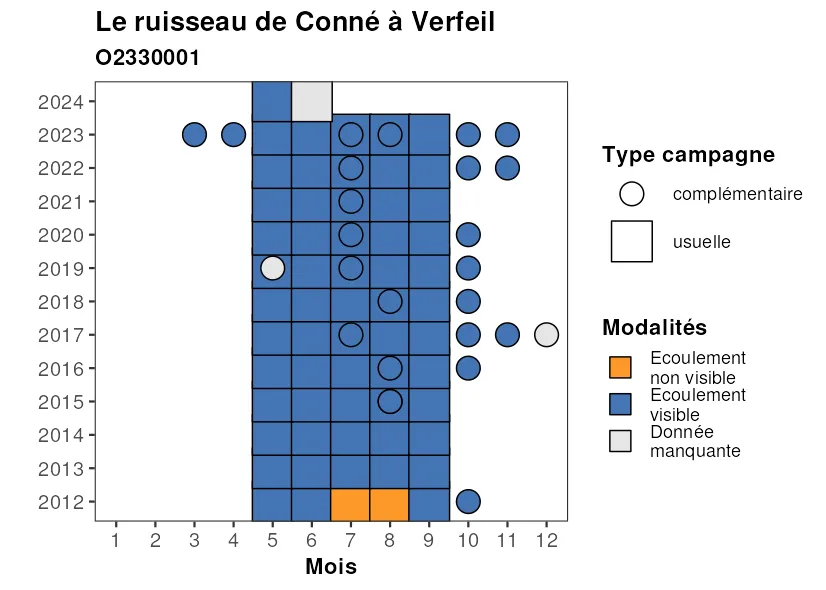 Le ruisseau de Conné à Verfeil
O2330001
2024
2023
2022
2021
2020
2019
2018
2017
2016
2015
2014
2013
2012
1 2 3 4 5 6 7 8 9 10 11 12
Mois
Type campagne
complémentaire
usuelle
Modalités
Ecoulement
non visible
Ecoulement
visible
Donnée
manquante